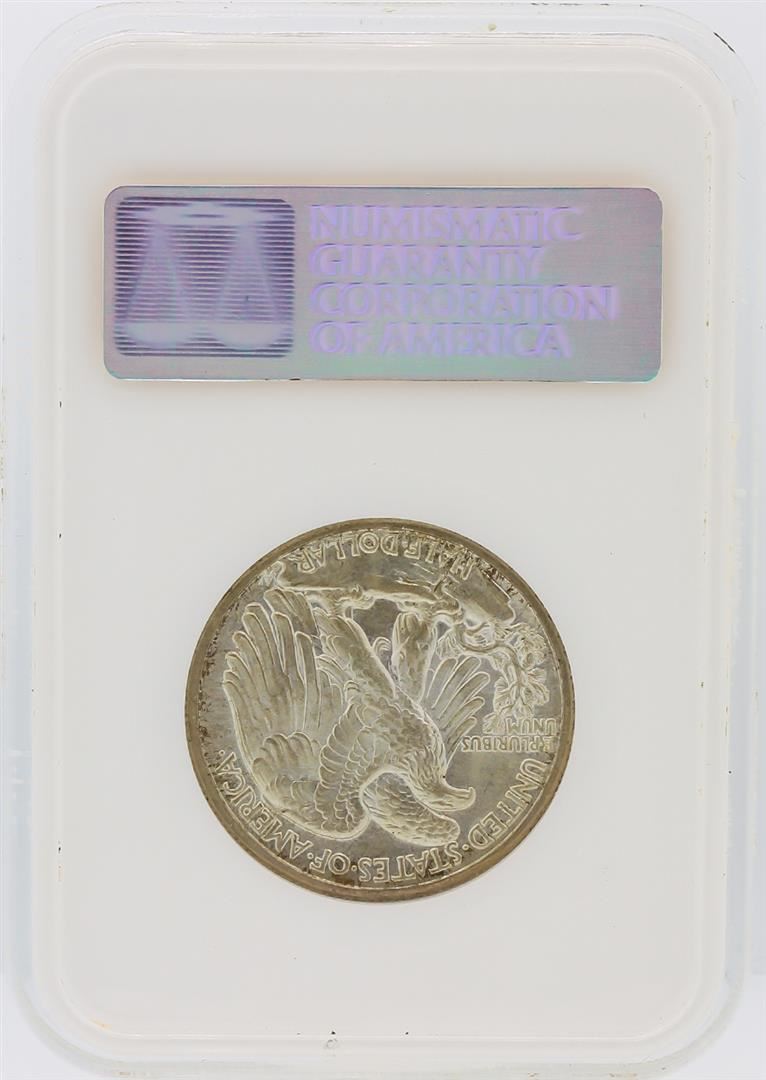 NUMISMATIC
GUARANTY
CORPORATION
OF AMERICA
UNITED·STATES·OF·AMERICA·
E·PLURIBUS
UNUM
HALF·DOLLAR